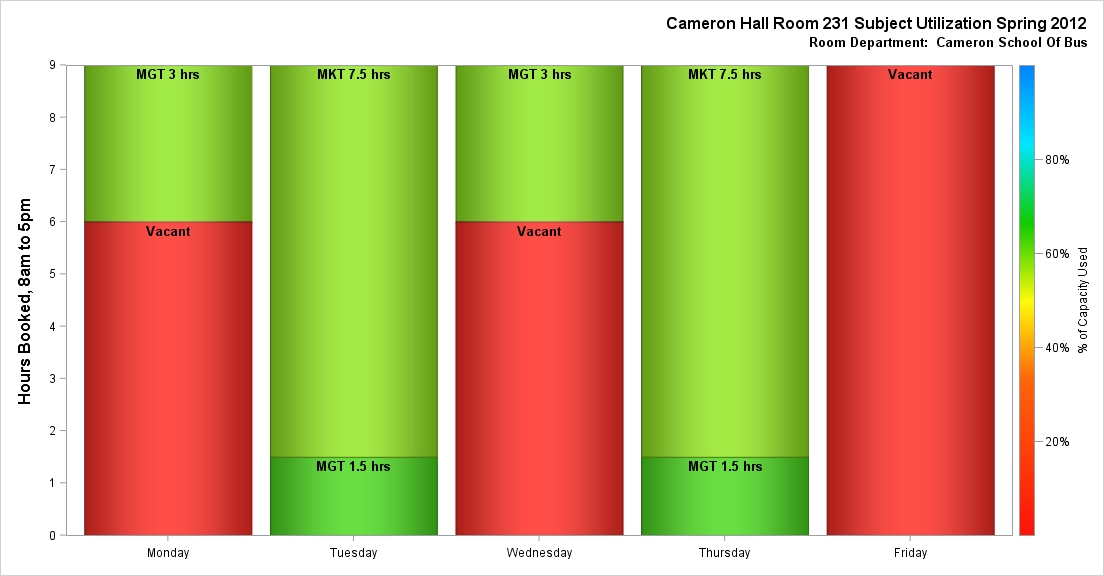 Cameron Hall Room 231 Subject Utilization Spring 2012
Room Department:  Cameron School Of Bus
Hours Booked, 8am to 5pm
9
8
7
6
5
4
3
2
1
0
MGT 3 hrs
Vacant
MKT 7.5 hrs
MGT 1.5 hrs
MGT 3 hrs
Vacant
MKT 7.5 hrs
MGT 1.5 hrs
Vacant
Monday
Tuesday
Wednesday
Thursday
Friday
80%
60%
40%
20%
% of Capacity Used